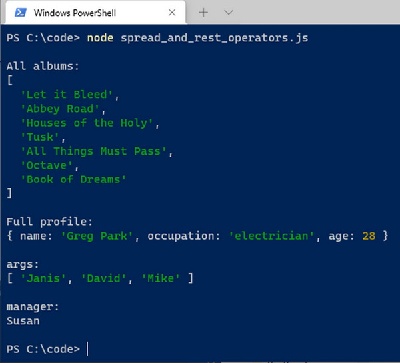 Windows PowerShell
PS C:\code> node spread_and_rest_operators.js
All albums:
[
  'Let it Bleed',
  'Abbey Road',
  'Houses of the Holy',
  'Tusk',
  'All Things Must Pass',
  'Octave',
  'Book of Dreams'
]
Full profile:
{ name: 'Greg Park', occupation: 'electrician', age: 28 }
args:
[ 'Janis', 'David', 'Mike' ]
manager:
Susan
PS C:\code>